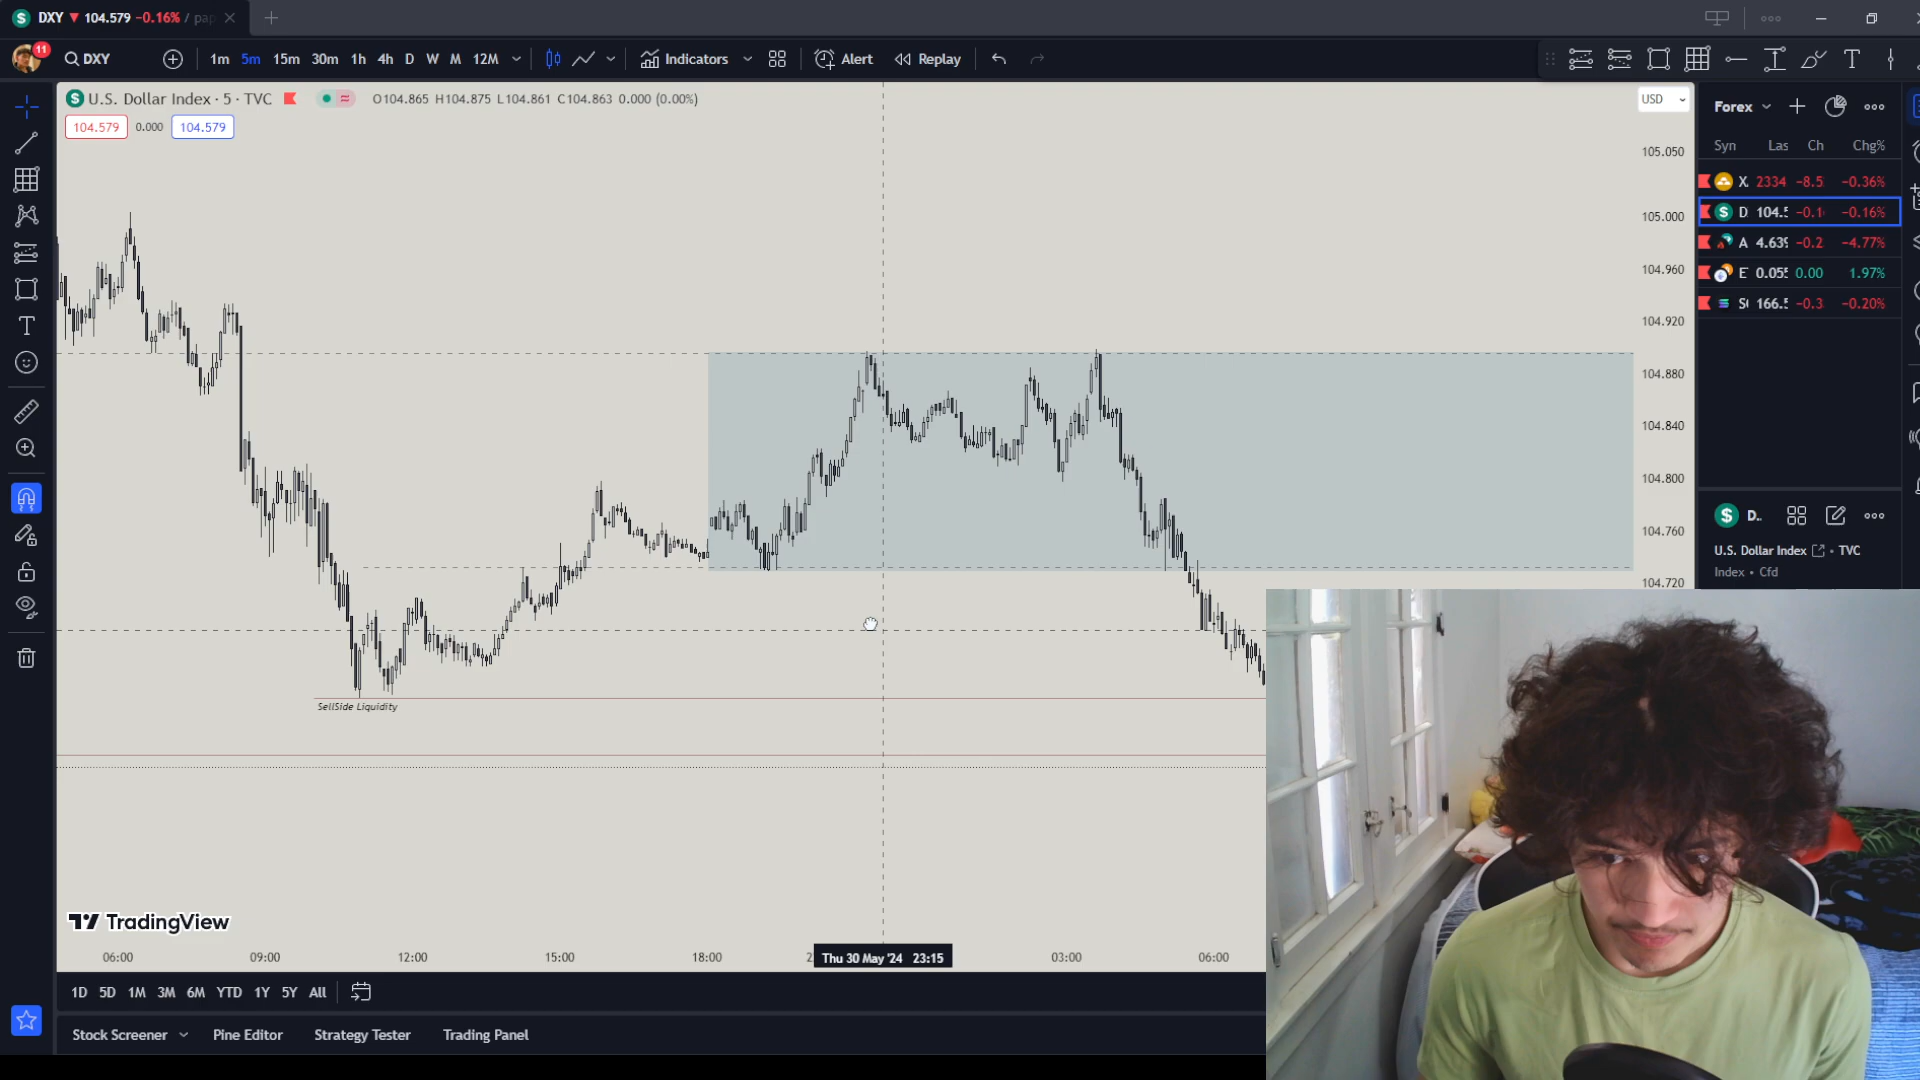 DXY ▼ 104.579 −0.16% / pap
11
DXY
1m 5m 15m 30m 1h 4h D W M 12M
Indicators
Alert
Replay
U.S. Dollar Index · 5 · TVC
O104.865 H104.875 L104.861 C104.863 0.000 (0.00%)
104.579 0.000 104.579
USD
105.050
105.000
104.960
104.920
104.880
104.840
104.800
104.760
104.720
SellSide Liquidity
TradingView
06:00 09:00 12:00 15:00 18:00 2 Thu 30 May '24 23:15 03:00 06:00
1D 5D 1M 3M 6M YTD 1Y 5Y All
Stock Screener Pine Editor Strategy Tester Trading Panel
Forex
Syn Las Ch Chg%
X 2334 −8.5 −0.36%
D 104.5 −0.1 −0.16%
A 4.639 −0.2 −4.77%
E 0.05 0.00 1.97%
S 166.5 −0.3 −0.20%
D..
U.S. Dollar Index • TVC
Index • Cfd